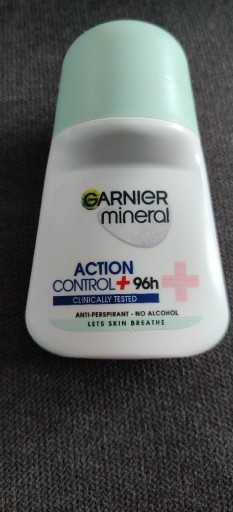 GARNIER
mineral
ACTION
CONTROL+ 96h
CLINICALLY TESTED
ANTI-PERSPIRANT - NO ALCOHOL
LETS SKIN BREATHE